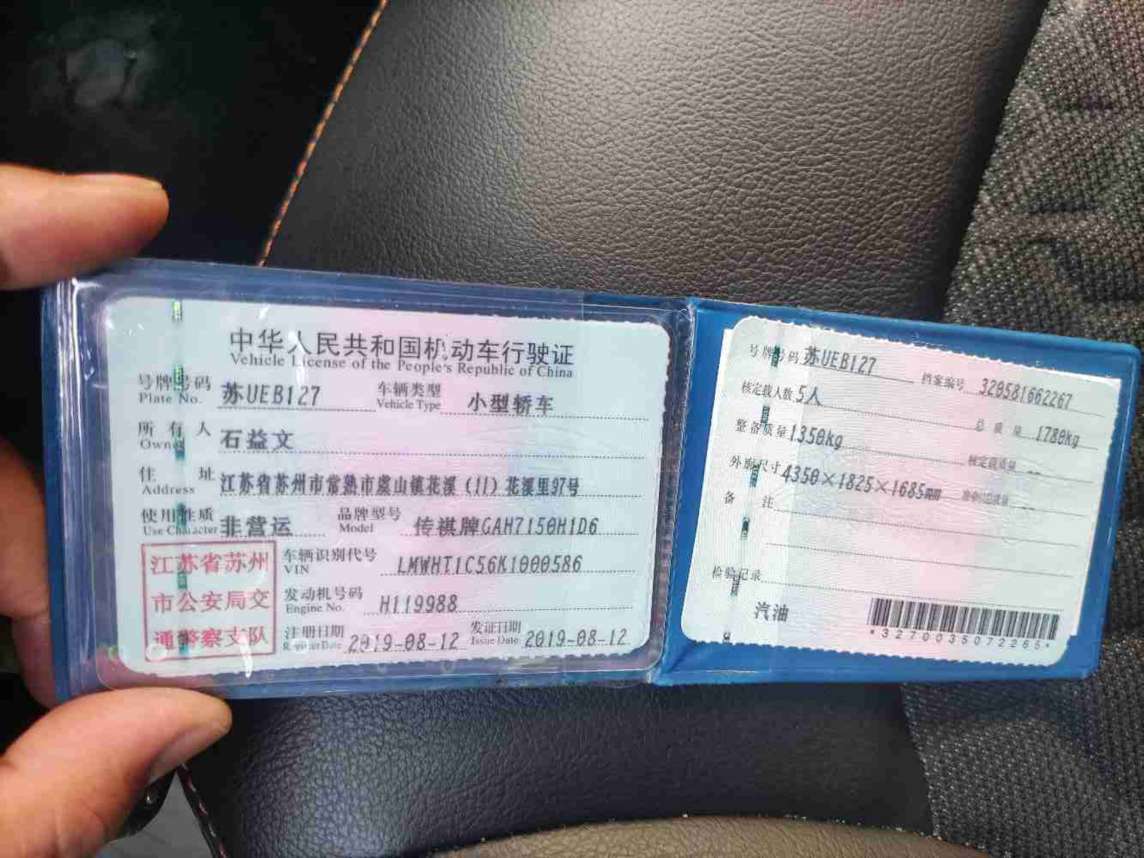 中华人民共和国机动车行驶证
Vehicle License of the People's Republic of China
号牌号码 苏UEB127 车辆类型 小型轿车
Plate No. Vehicle Type
所有人 石益文
Owner
住址 江苏省苏州市常熟市虞山镇花溪(11)花溪里97号
Address
使用性质 非营运 品牌型号 传祺牌GAH7150H1D6
Use Character Model
江苏省苏州
市公安局交
通警察支队
车辆识别代号 LMWHT1C56K1000586
VIN
发动机号码 H119988
Engine No.
注册日期 2019-08-12 发证日期 2019-08-12
Register Date Issue Date
号牌号码 苏UEB127 档案编号 320581662267
核定载人数 5人 总质量 1780kg
整备质量 1350kg 核定载质量 --
外廓尺寸 4350×1825×1685mm --
备注
检验记录
汽油
*3270035072265*